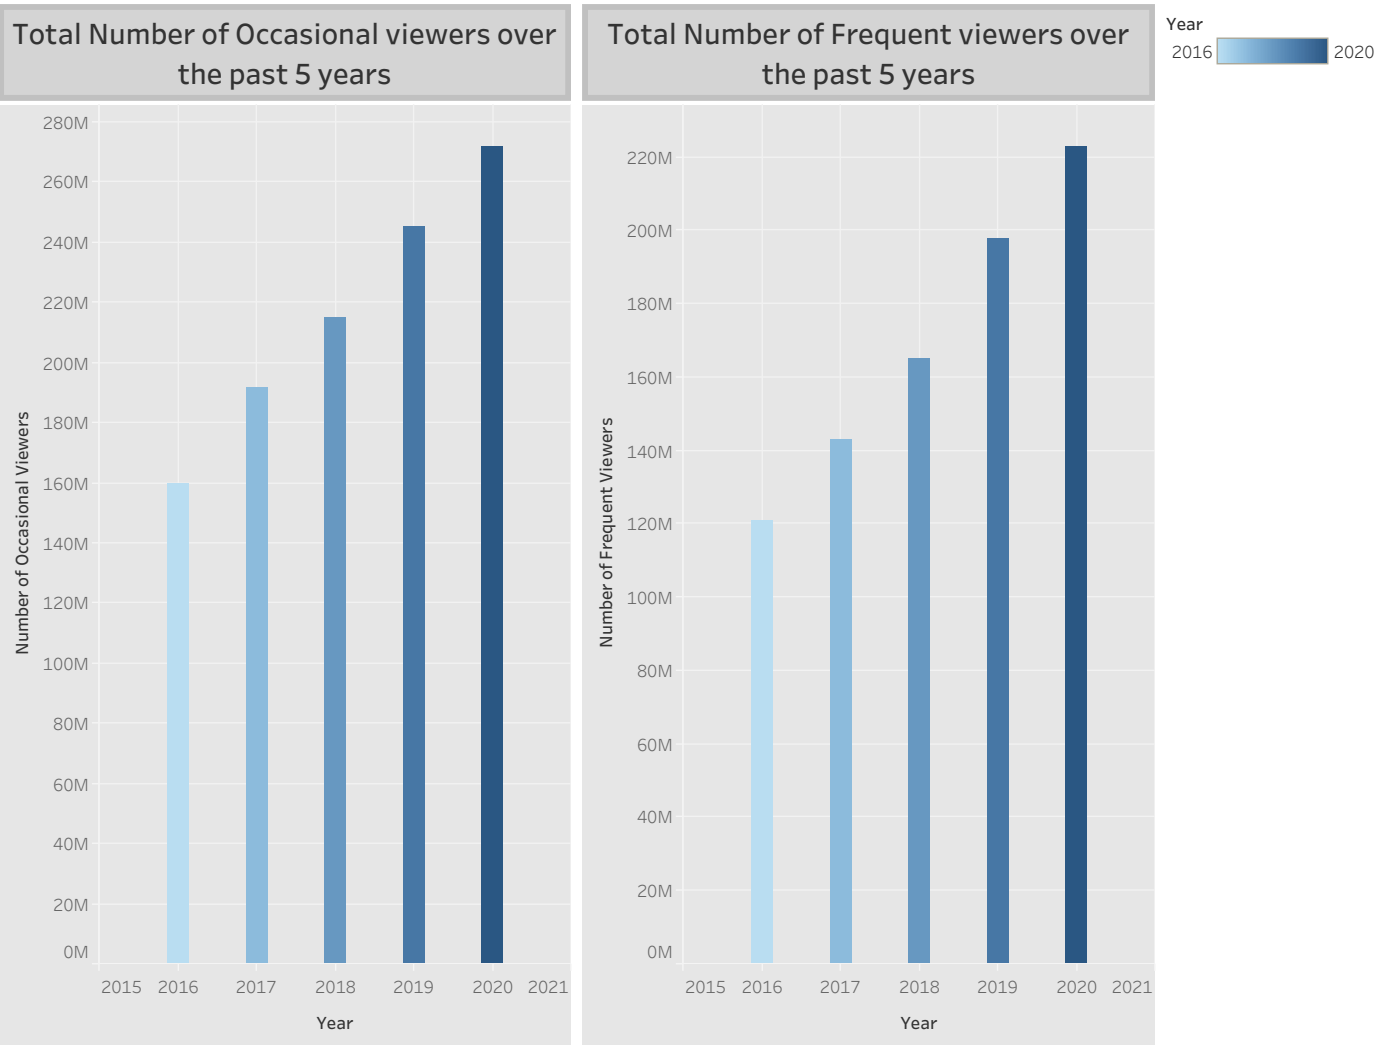 Total Number of Occasional viewers over
the past 5 years
280M
260M
240M
220M
200M
180M
160M
140M
120M
100M
80M
60M
40M
20M
0M
Number of Occasional Viewers
2015 2016 2017 2018 2019 2020 2021
Year
Total Number of Frequent viewers over
the past 5 years
220M
200M
180M
160M
140M
120M
100M
80M
60M
40M
20M
0M
Number of Frequent Viewers
2015 2016 2017 2018 2019 2020 2021
Year
Year
2016 2020